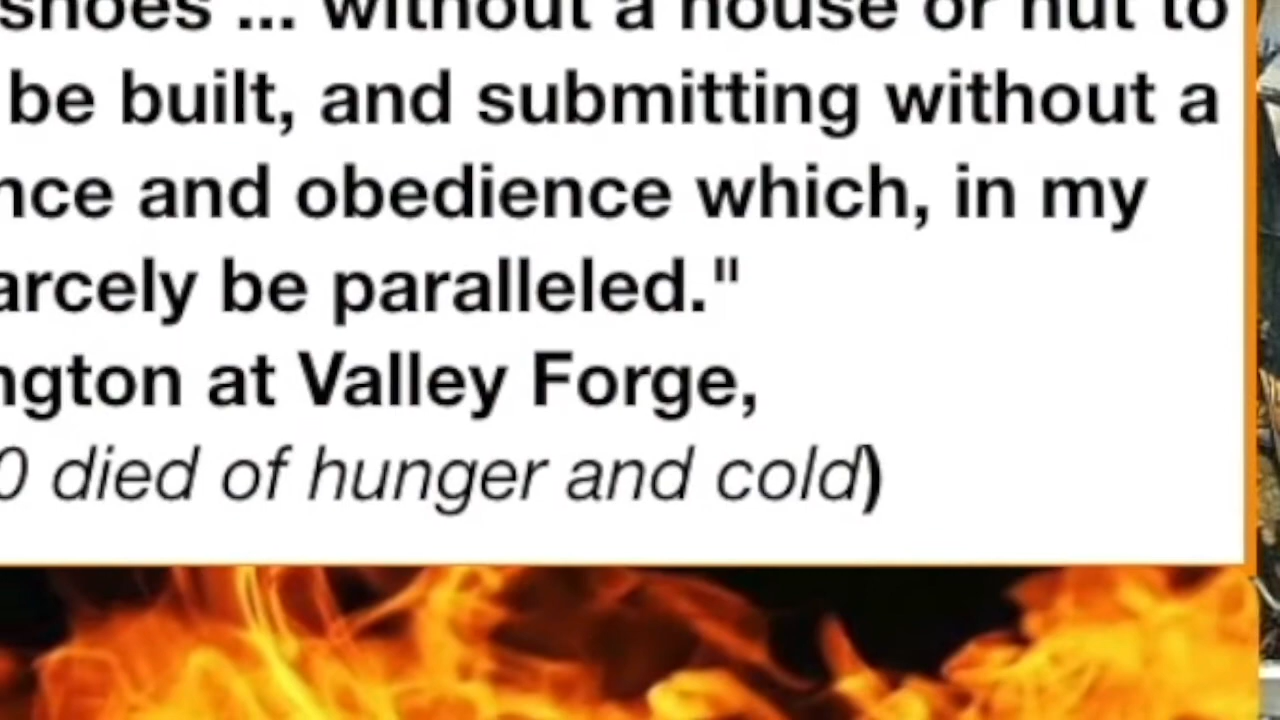 shoes ... without a house or hut to
be built, and submitting without a
nce and obedience which, in my
arcely be paralleled."
ngton at Valley Forge,
0 died of hunger and cold)